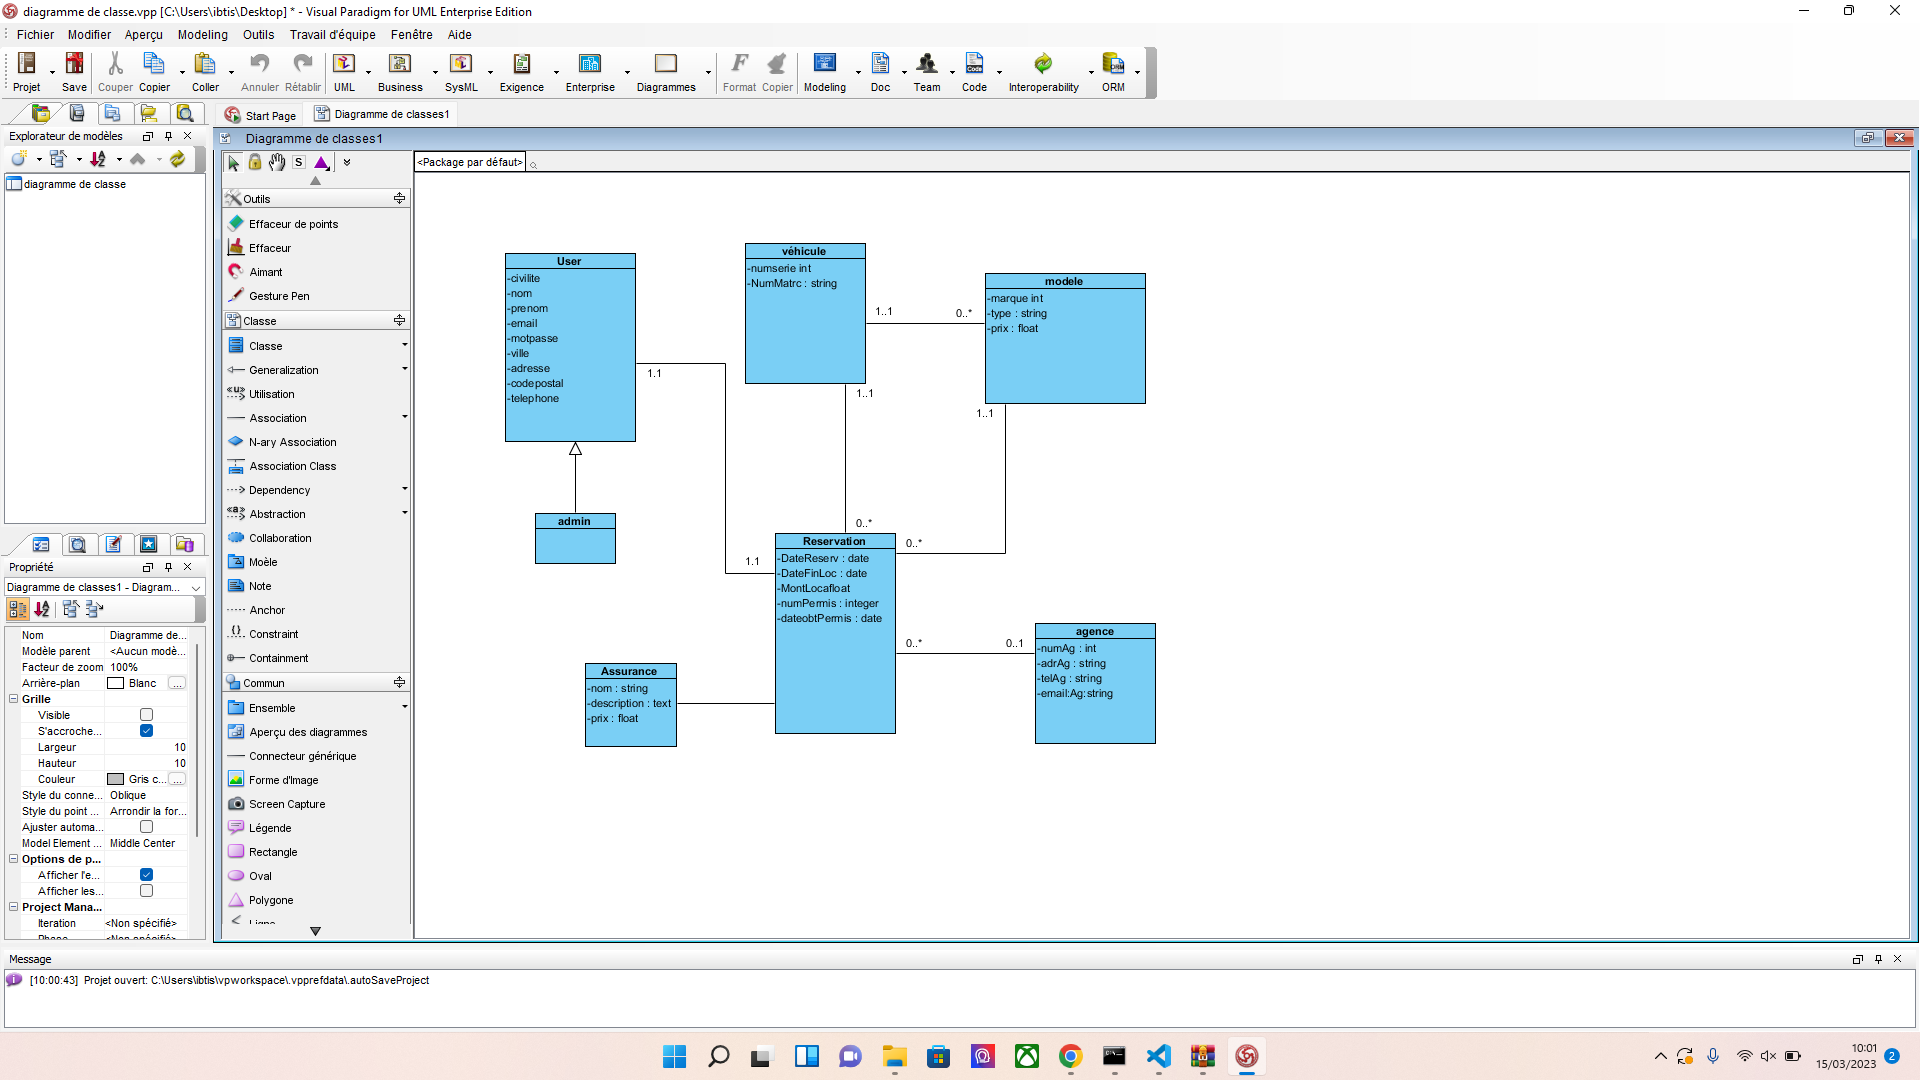 diagramme de classe.vpp [C:\Users\ibtis\Desktop] * - Visual Paradigm for UML Enterprise Edition
Fichier Modifier Aperçu Modeling Outils Travail d'équipe Fenêtre Aide
Projet Save Couper Copier Coller Annuler Rétablir UML Business SysML Exigence Enterprise Diagrammes Format Copier Modeling Doc Team Code Interoperability ORM
Start Page Diagramme de classes1
Explorateur de modèles
diagramme de classe
Diagramme de classes1
<Package par défaut>
Outils
Effaceur de points
Effaceur
Aimant
Gesture Pen
Classe
Classe
Generalization
Utilisation
Association
N-ary Association
Association Class
Dependency
Abstraction
Collaboration
Moèle
Note
Anchor
Constraint
Containment
Commun
Ensemble
Aperçu des diagrammes
Connecteur générique
Forme d'Image
Screen Capture
Légende
Rectangle
Oval
Polygone
Ligne
User
-civilite
-nom
-prenom
-email
-motpasse
-ville
-adresse
-codepostal
-telephone
admin
véhicule
-numserie int
-NumMatrc : string
modele
-marque int
-type : string
-prix : float
1..1
0..*
1.1
1..1
1..1
0..*
0..*
1.1
Reservation
-DateReserv : date
-DateFinLoc : date
-MontLocafloat
-numPermis : integer
-dateobtPermis : date
0..*
0..1
agence
-numAg : int
-adrAg : string
-telAg : string
-email:Ag:string
Assurance
-nom : string
-description : text
-prix : float
Propriété
Diagramme de classes1 - Diagram...
Nom Diagramme de...
Modèle parent <Aucun modè...
Facteur de zoom 100%
Arrière-plan Blanc ...
Grille
Visible
S'accroche...
Largeur 10
Hauteur 10
Couleur Gris c... ...
Style du conne... Oblique
Style du point ... Arrondir la for...
Ajuster automa...
Model Element ... Middle Center
Options de p...
Afficher l'e...
Afficher les...
Project Mana...
Iteration <Non spécifié>
Phase <Non spécifié>
Message
[10:00:43] Projet ouvert: C:\Users\ibtis\vpworkspace\.vpprefdata\.autoSaveProject
10:01
15/03/2023
2